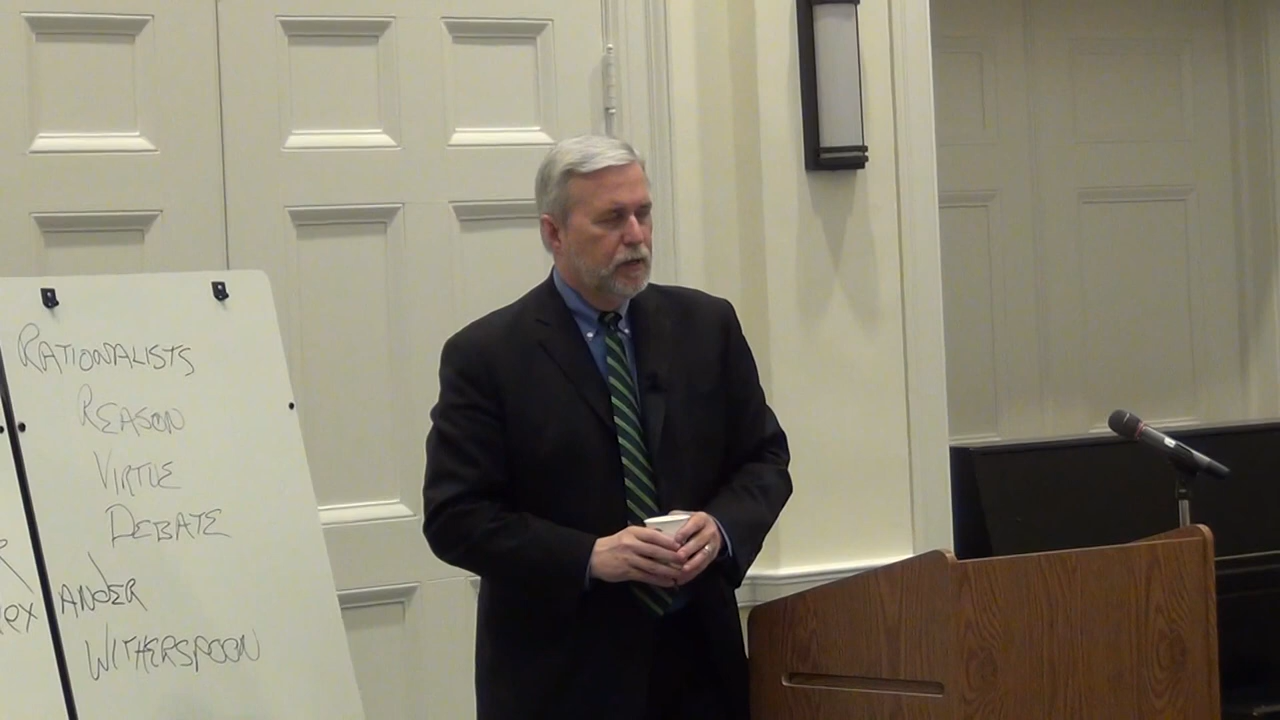 RATIONALISTS
REASON
VIRTUE
DEBATE
ANDER
WITHERSPOON